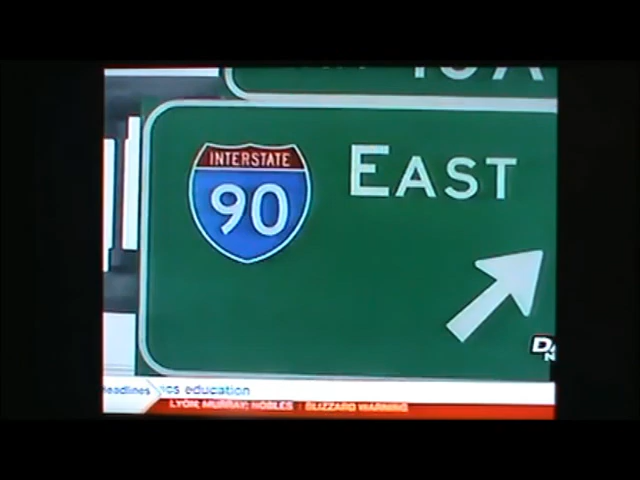 INTERSTATE
90
EAST
Headlines
education
LYON; MURRAY; NOBLES : BLIZZARD WARNING